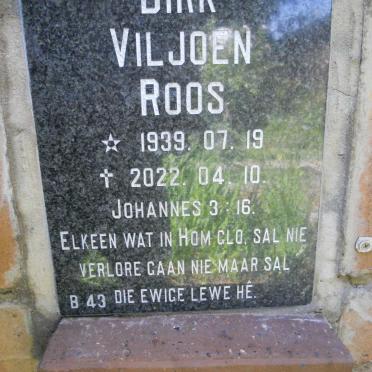 DIRK
VILJOEN
ROOS
☆ 1939. 07. 19
† 2022. 04. 10.
JOHANNES 3 : 16.
ELKEEN WAT IN HOM GLO, SAL NIE
VERLORE GAAN NIE MAAR SAL
B 43 DIE EWIGE LEWE HÊ.